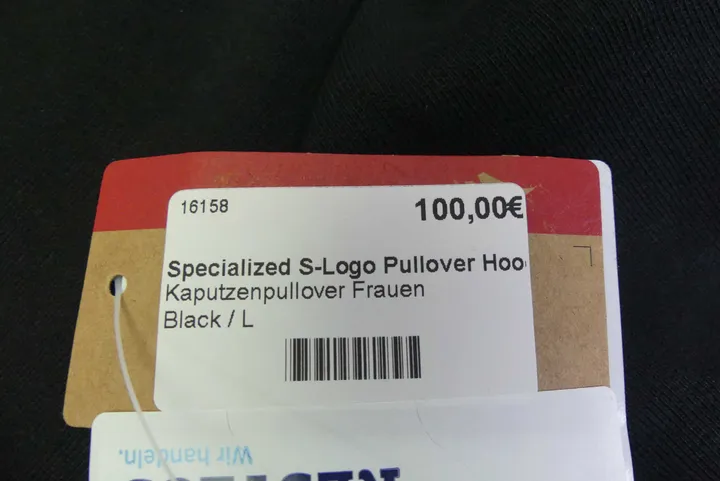 16158
100,00€
Specialized S-Logo Pullover Hoo
Kaputzenpullover Frauen
Black / L
Wir handeln.